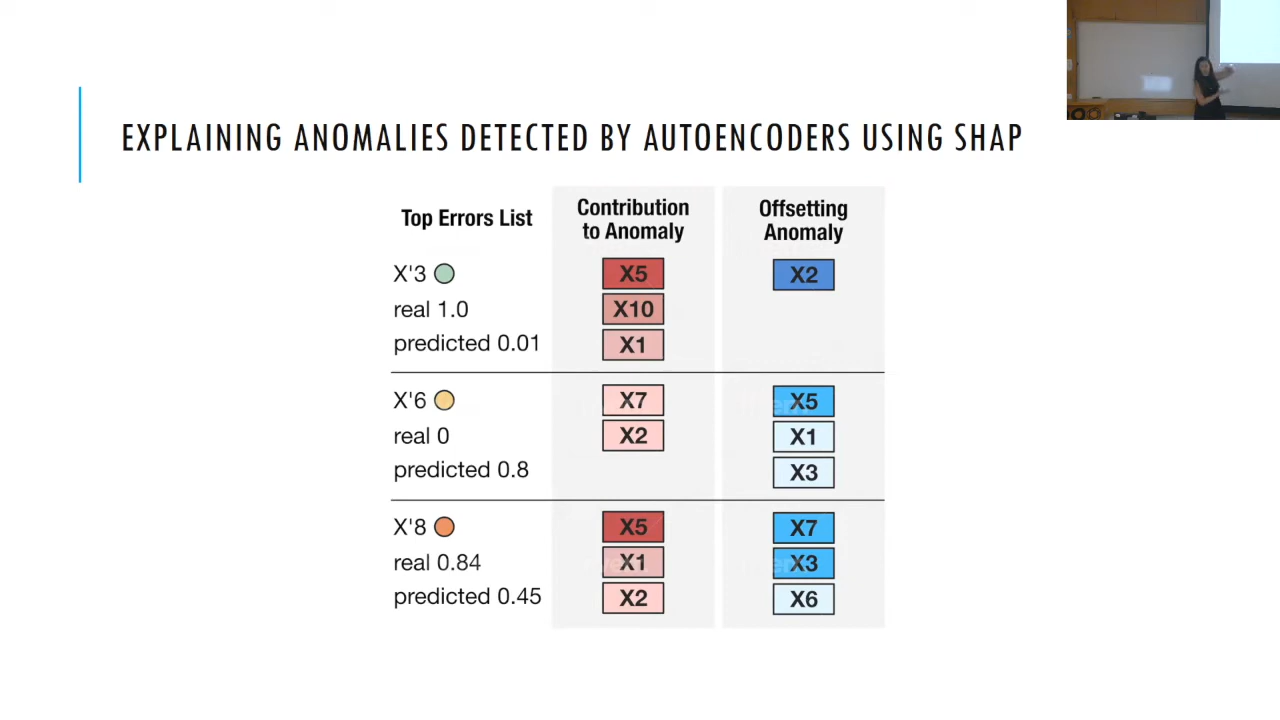 EXPLAINING ANOMALIES DETECTED BY AUTOENCODERS USING SHAP
Top Errors List
Contribution
to Anomaly
Offsetting
Anomaly
X'3
real 1.0
predicted 0.01
X5
X10
X1
X2
X'6
real 0
predicted 0.8
X7
X2
X5
X1
X3
X'8
real 0.84
predicted 0.45
X5
X1
X2
X7
X3
X6